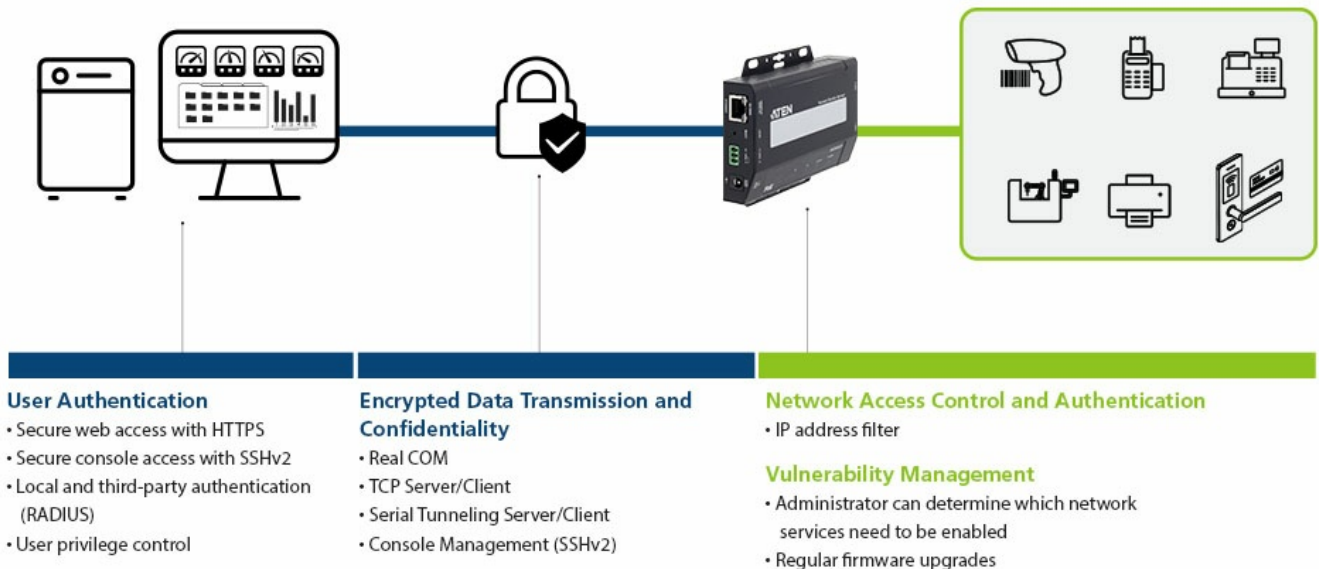 ATEN
User Authentication
• Secure web access with HTTPS
• Secure console access with SSHv2
• Local and third-party authentication
(RADIUS)
• User privilege control
Encrypted Data Transmission and
Confidentiality
• Real COM
• TCP Server/Client
• Serial Tunneling Server/Client
• Console Management (SSHv2)
Network Access Control and Authentication
• IP address filter
Vulnerability Management
• Administrator can determine which network
services need to be enabled
• Regular firmware upgrades